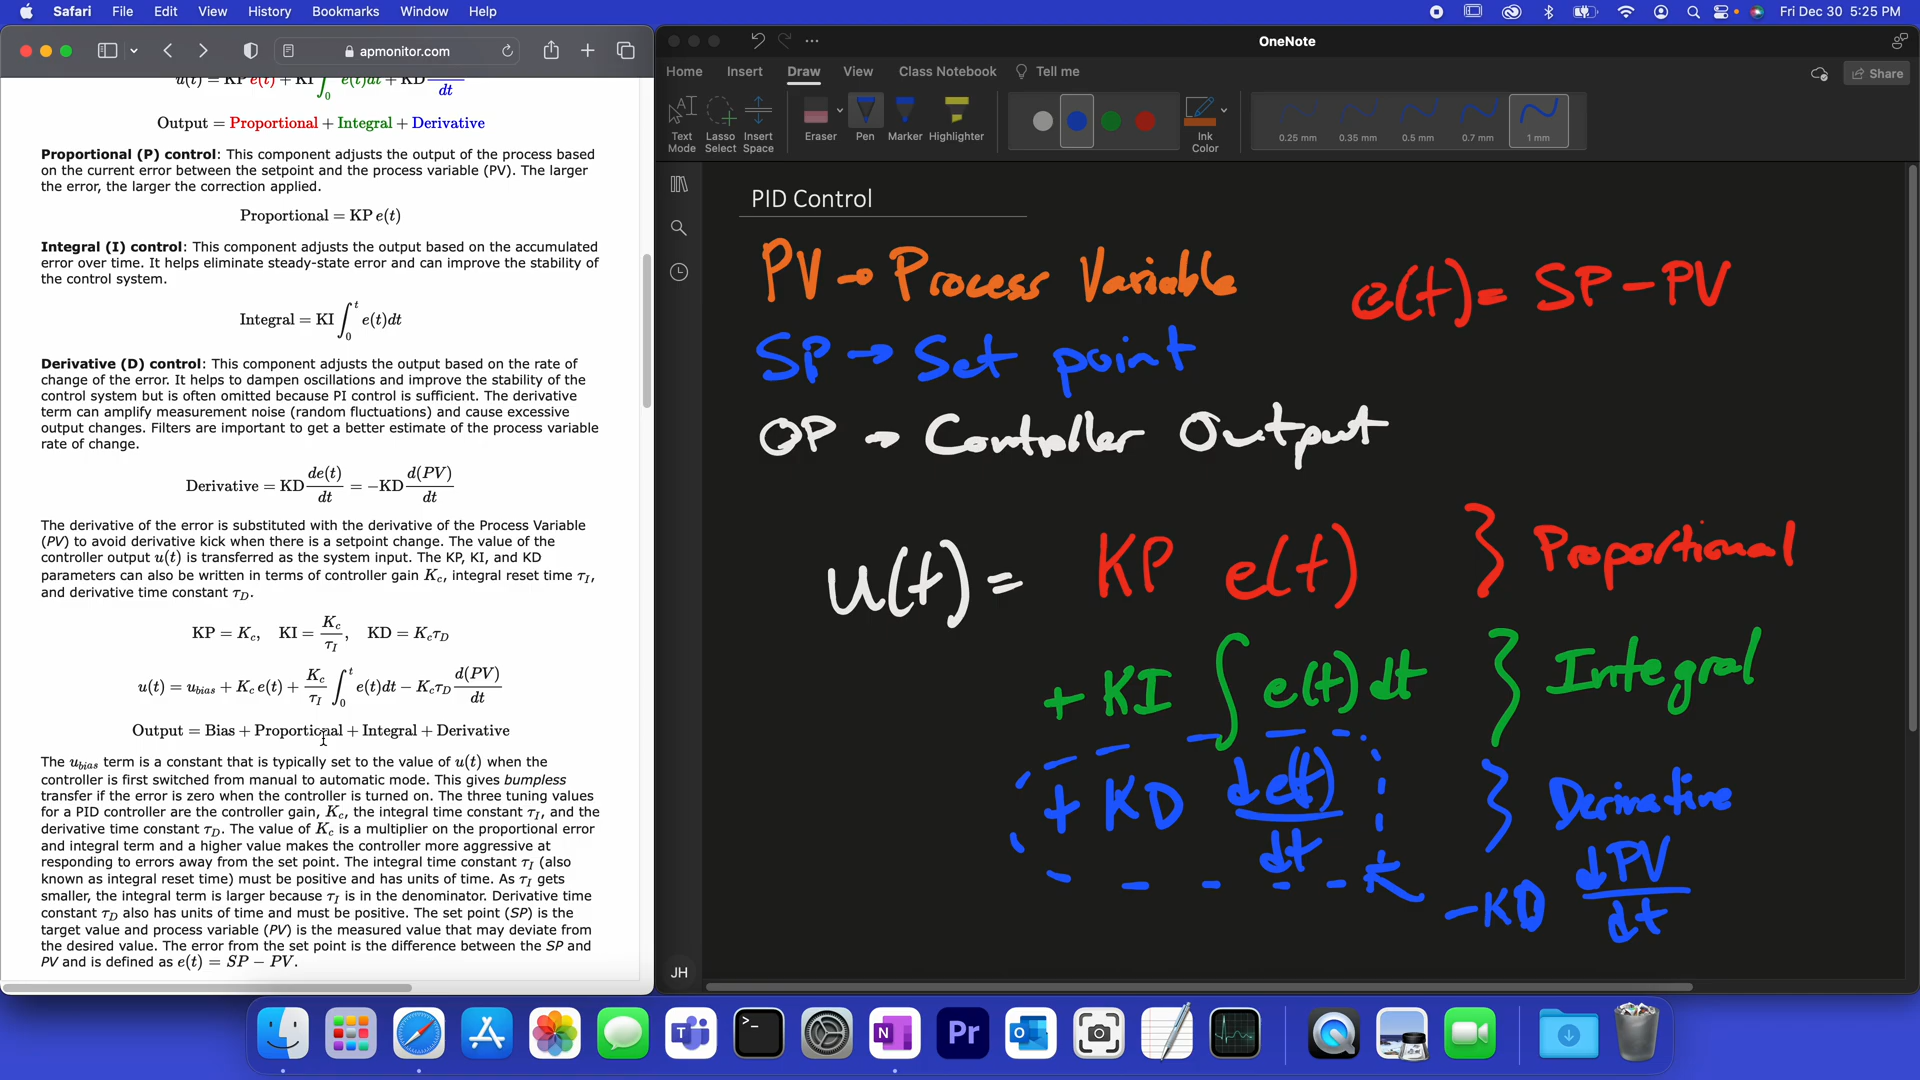 Safari File Edit View History Bookmarks Window Help
Fri Dec 30 5:25 PM
apmonitor.com
u(t) = KP e(t) + KI ∫₀ e(t)dt + KD dt
Output = Proportional + Integral + Derivative
Proportional (P) control: This component adjusts the output of the process based
on the current error between the setpoint and the process variable (PV). The larger
the error, the larger the correction applied.
Proportional = KP e(t)
Integral (I) control: This component adjusts the output based on the accumulated
error over time. It helps eliminate steady-state error and can improve the stability of
the control system.
Integral = KI ∫₀ᵗ e(t)dt
Derivative (D) control: This component adjusts the output based on the rate of
change of the error. It helps to dampen oscillations and improve the stability of the
control system but is often omitted because PI control is sufficient. The derivative
term can amplify measurement noise (random fluctuations) and cause excessive
output changes. Filters are important to get a better estimate of the process variable
rate of change.
Derivative = KD de(t)/dt = −KD d(PV)/dt
The derivative of the error is substituted with the derivative of the Process Variable
(PV) to avoid derivative kick when there is a setpoint change. The value of the
controller output u(t) is transferred as the system input. The KP, KI, and KD
parameters can also be written in terms of controller gain Kc, integral reset time τI,
and derivative time constant τD.
KP = Kc, KI = Kc/τI, KD = KcτD
u(t) = ubias + Kc e(t) + Kc/τI ∫₀ᵗ e(t)dt − KcτD d(PV)/dt
Output = Bias + Proportional + Integral + Derivative
The ubias term is a constant that is typically set to the value of u(t) when the
controller is first switched from manual to automatic mode. This gives bumpless
transfer if the error is zero when the controller is turned on. The three tuning values
for a PID controller are the controller gain, Kc, the integral time constant τI, and the
derivative time constant τD. The value of Kc is a multiplier on the proportional error
and integral term and a higher value makes the controller more aggressive at
responding to errors away from the set point. The integral time constant τI (also
known as integral reset time) must be positive and has units of time. As τI gets
smaller, the integral term is larger because τI is in the denominator. Derivative time
constant τD also has units of time and must be positive. The set point (SP) is the
target value and process variable (PV) is the measured value that may deviate from
the desired value. The error from the set point is the difference between the SP and
PV and is defined as e(t) = SP − PV.
OneNote
Home Insert Draw View Class Notebook Tell me
Share
Text Mode
Lasso Select
Insert Space
Eraser
Pen
Marker
Highlighter
Ink Color
0.25 mm 0.35 mm 0.5 mm 0.7 mm 1 mm
PID Control
PV → Process Variable
e(t) = SP − PV
SP → Set point
OP → Controller Output
u(t) = KP e(t) } Proportional
+ KI ∫ e(t) dt } Integral
+ KD de(t)/dt } Derivative
−KD dPV/dt
JH
T
>_
N
Pr
O